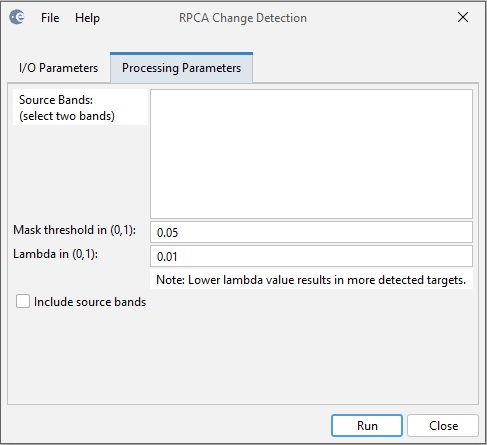 File Help RPCA Change Detection
I/O Parameters Processing Parameters
Source Bands:
(select two bands)
Mask threshold in (0,1): 0.05
Lambda in (0,1): 0.01
Note: Lower lambda value results in more detected targets.
Include source bands
Run Close